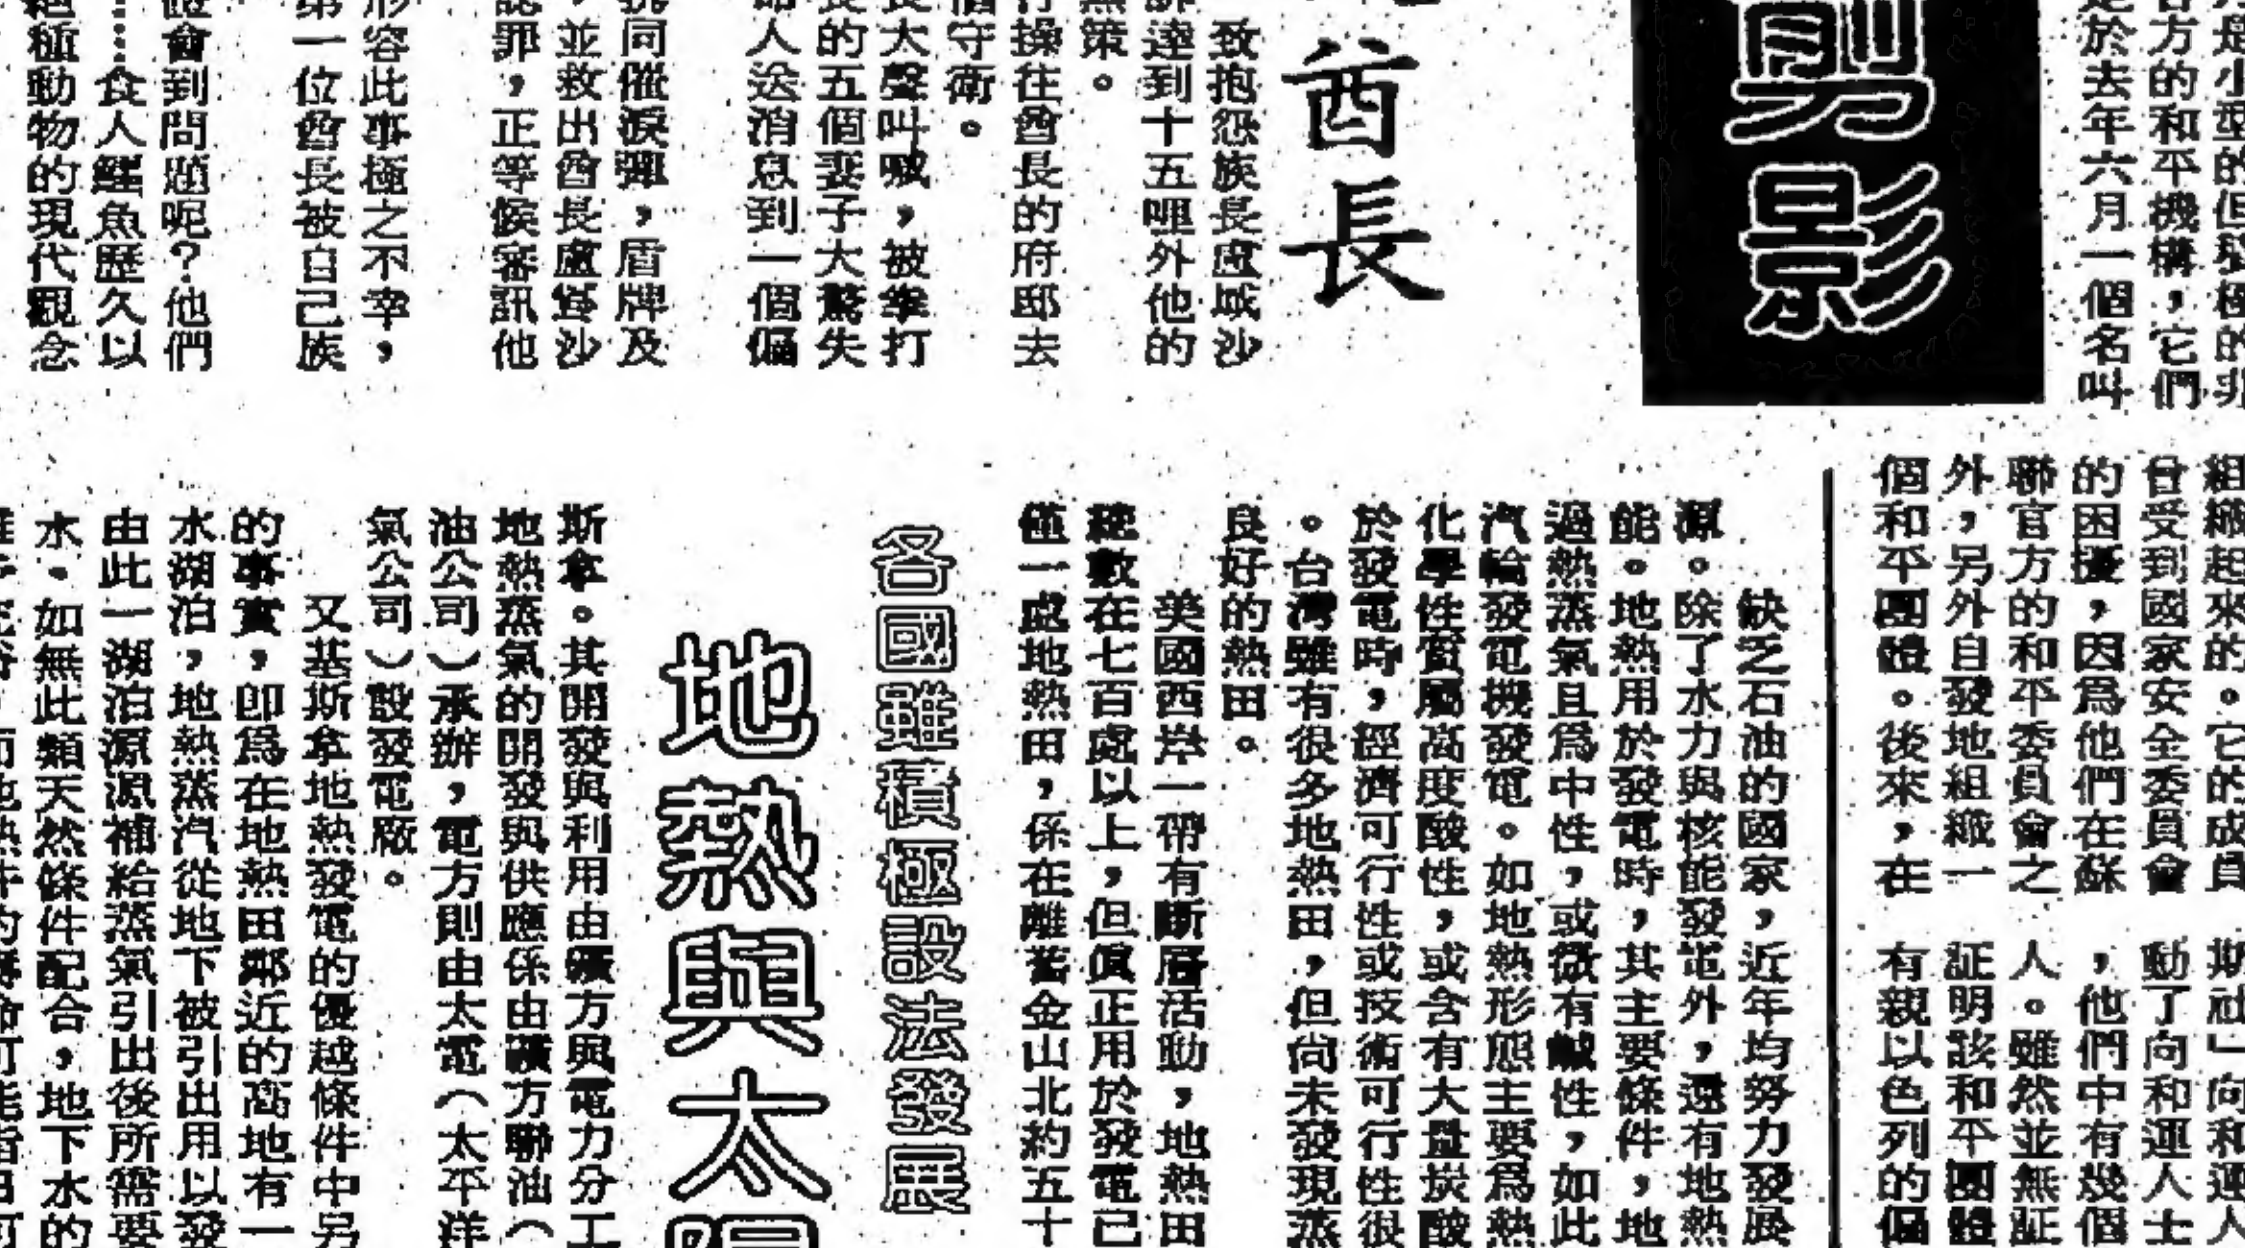 是小型的但發極的非
方的和平機構，它們
於去年六月一個名叫
剪影
酋長
致抱怨族長盧域沙
達到十五哩外他的
策。
操往酋長的府邸去
守衛。
太聲叫喊，被拳打
的五個妻子大驚失
人送消息到一個偏
同催淚彈，盾牌及
，並救出酋長盧域沙
罪，正等候審訊他
容此事極之不幸，
第一位酋長被自己族
會到問題呢？他們
……食人鱷魚歷久以
種動物的現代觀念
組織起來的。它的成員
曾受到國家安全委員會
的困擾，因為他們在蘇
聯官方的和平委員會之
外，另外自發地組織一
個和平團體。後來，在
斯社」向和運人
動了向和運人士
，他們中有幾個
人。雖然並無証
証明該和平團體
有親以色列的傾
缺乏石油的國家，近年均努力發展
源。除了水力與核能發電外，還有地熱
能。地熱用於發電時，其主要條件，地
過熱蒸氣且爲中性，或微有鹹性，如此
汽輪發電機發電。如地熱形態主要爲熱
化學性質屬高度酸性，或含有大量炭酸
於發電時，經濟可行性或技術可行性很
。台灣雖有很多地熱田，但尚未發現蒸
良好的熱田。
美國西岸一帶有斷層活動，地熱田
總數在七百處以上，但眞正用於發電已
僅一處地熱田，係在離舊金山北約五十
各國雖積極設法發展
地熱與太陽
斯拿。其開發與利用由礦方與電力分工
地熱蒸氣的開發與供應係由礦方聯油（
油公司）承辦，電方則由太電（太平洋
氣公司）設發電廠。
又基斯拿地熱發電的優越條件中另
的事實，即爲在地熱田鄰近的高地有一
水湖泊，地熱蒸汽從地下被引出用以發
由此一湖泊源源補給蒸氣引出後所需要
水。如無此類天然條件配合，地下水的